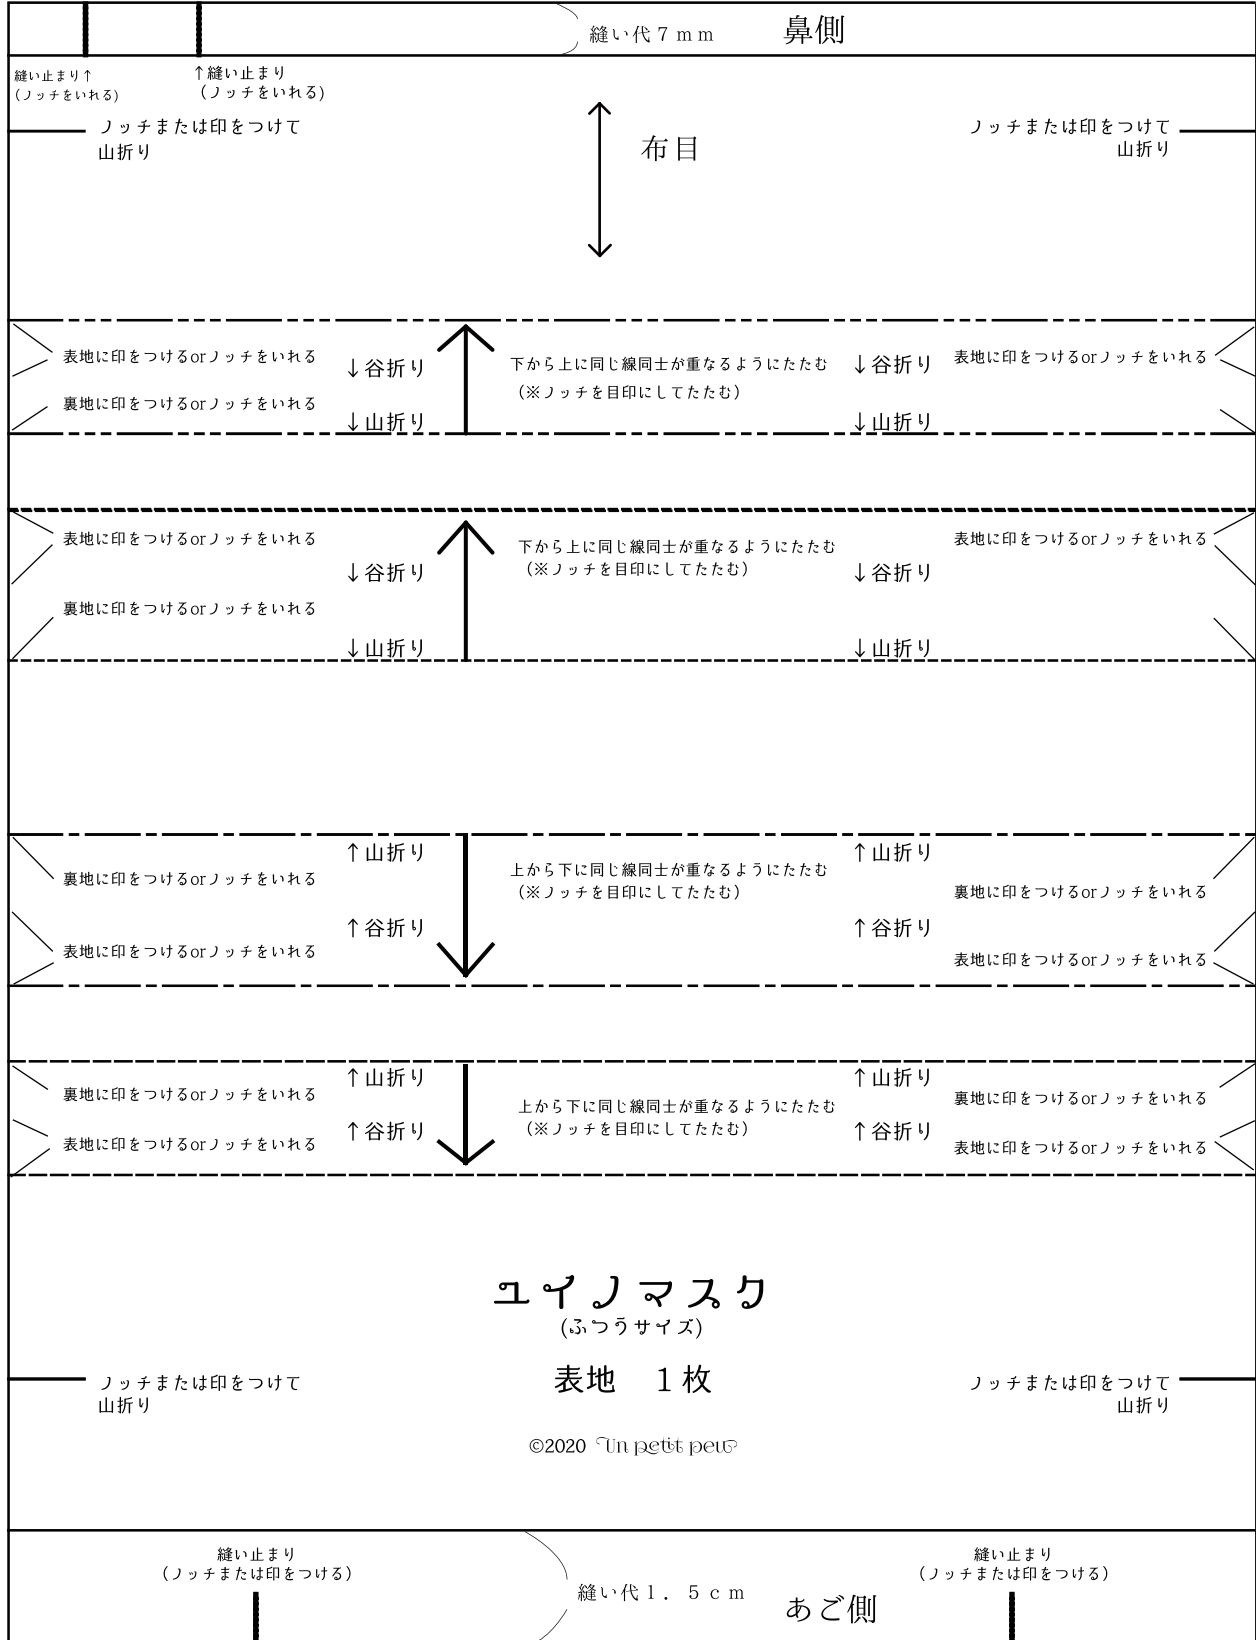 縫い代7mm
鼻側
縫い止まり↑
(ノッチをいれる)
↑縫い止まり
(ノッチをいれる)
ノッチまたは印をつけて
山折り
布目
ノッチまたは印をつけて
山折り
表地に印をつけるorノッチをいれる
裏地に印をつけるorノッチをいれる
↓谷折り
↓山折り
下から上に同じ線同士が重なるようにたたむ
(※ノッチを目印にしてたたむ)
↓谷折り
↓山折り
表地に印をつけるorノッチをいれる
表地に印をつけるorノッチをいれる
裏地に印をつけるorノッチをいれる
↓谷折り
↓山折り
下から上に同じ線同士が重なるようにたたむ
(※ノッチを目印にしてたたむ)
↓谷折り
↓山折り
表地に印をつけるorノッチをいれる
裏地に印をつけるorノッチをいれる
表地に印をつけるorノッチをいれる
↑山折り
↑谷折り
上から下に同じ線同士が重なるようにたたむ
(※ノッチを目印にしてたたむ)
↑山折り
↑谷折り
裏地に印をつけるorノッチをいれる
表地に印をつけるorノッチをいれる
裏地に印をつけるorノッチをいれる
表地に印をつけるorノッチをいれる
↑山折り
↑谷折り
上から下に同じ線同士が重なるようにたたむ
(※ノッチを目印にしてたたむ)
↑山折り
↑谷折り
裏地に印をつけるorノッチをいれる
表地に印をつけるorノッチをいれる
ユイノマスク
(ふつうサイズ)
表地 1枚
ノッチまたは印をつけて
山折り
ノッチまたは印をつけて
山折り
©2020 Un petit peu
縫い止まり
(ノッチまたは印をつける)
縫い代1．5cm
あご側
縫い止まり
(ノッチまたは印をつける)